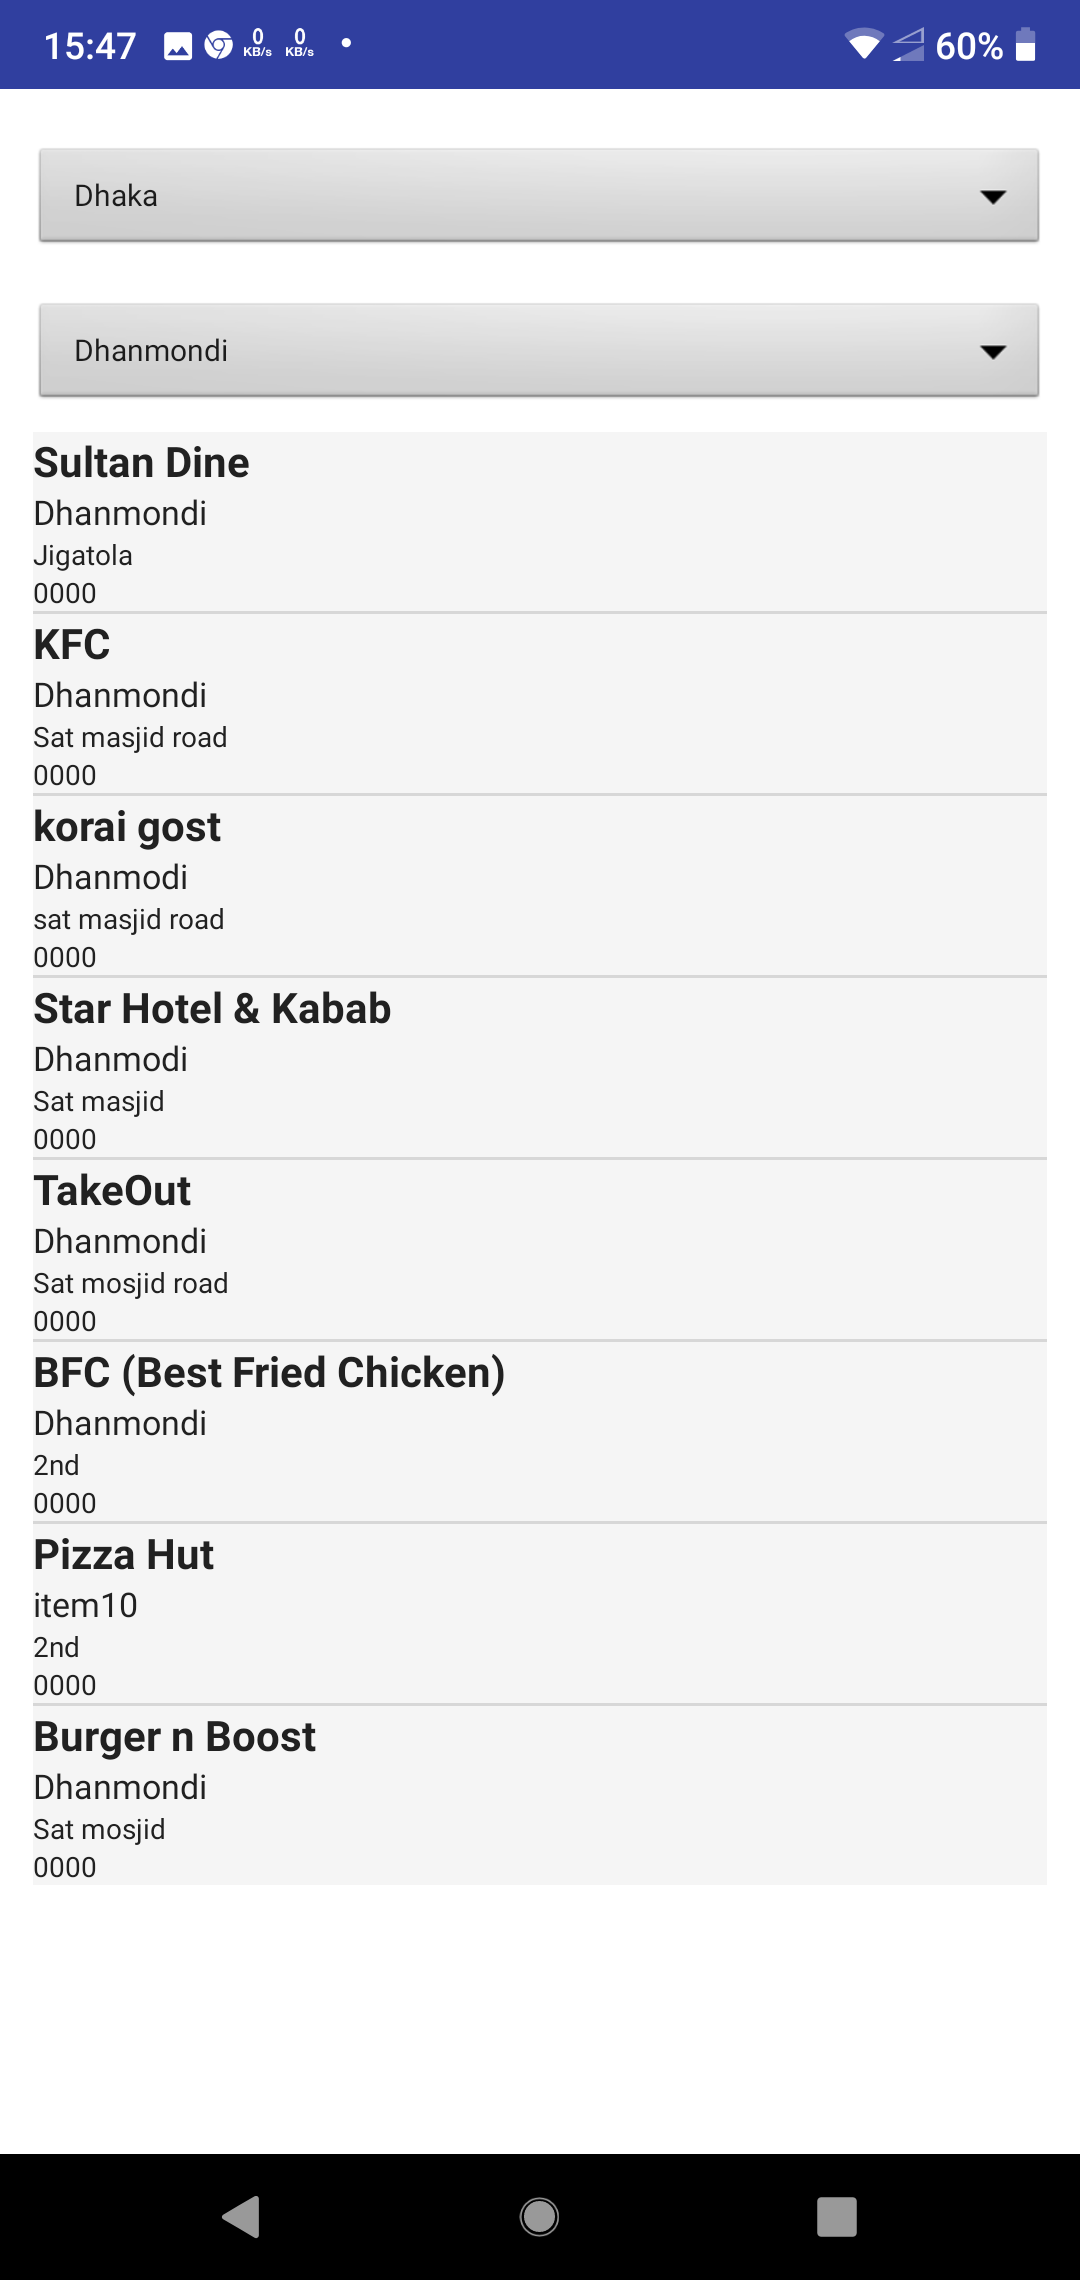 15:47 0 KB/s 0 KB/s 60%
Dhaka
Dhanmondi
Sultan Dine
Dhanmondi
Jigatola
0000
KFC
Dhanmondi
Sat masjid road
0000
korai gost
Dhanmodi
sat masjid road
0000
Star Hotel & Kabab
Dhanmodi
Sat masjid
0000
TakeOut
Dhanmondi
Sat mosjid road
0000
BFC (Best Fried Chicken)
Dhanmondi
2nd
0000
Pizza Hut
item10
2nd
0000
Burger n Boost
Dhanmondi
Sat mosjid
0000